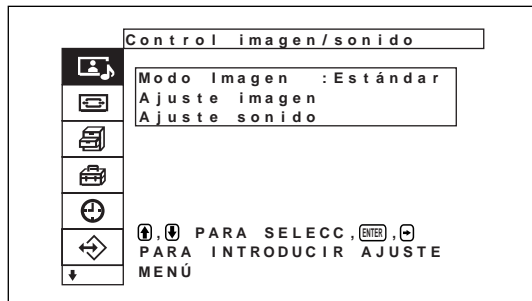 Control imagen/sonido
Modo Imagen :Estándar
Ajuste imagen
Ajuste sonido
↑,↓ PARA SELECC,ENTER,→
PARA INTRODUCIR AJUSTE
MENÚ